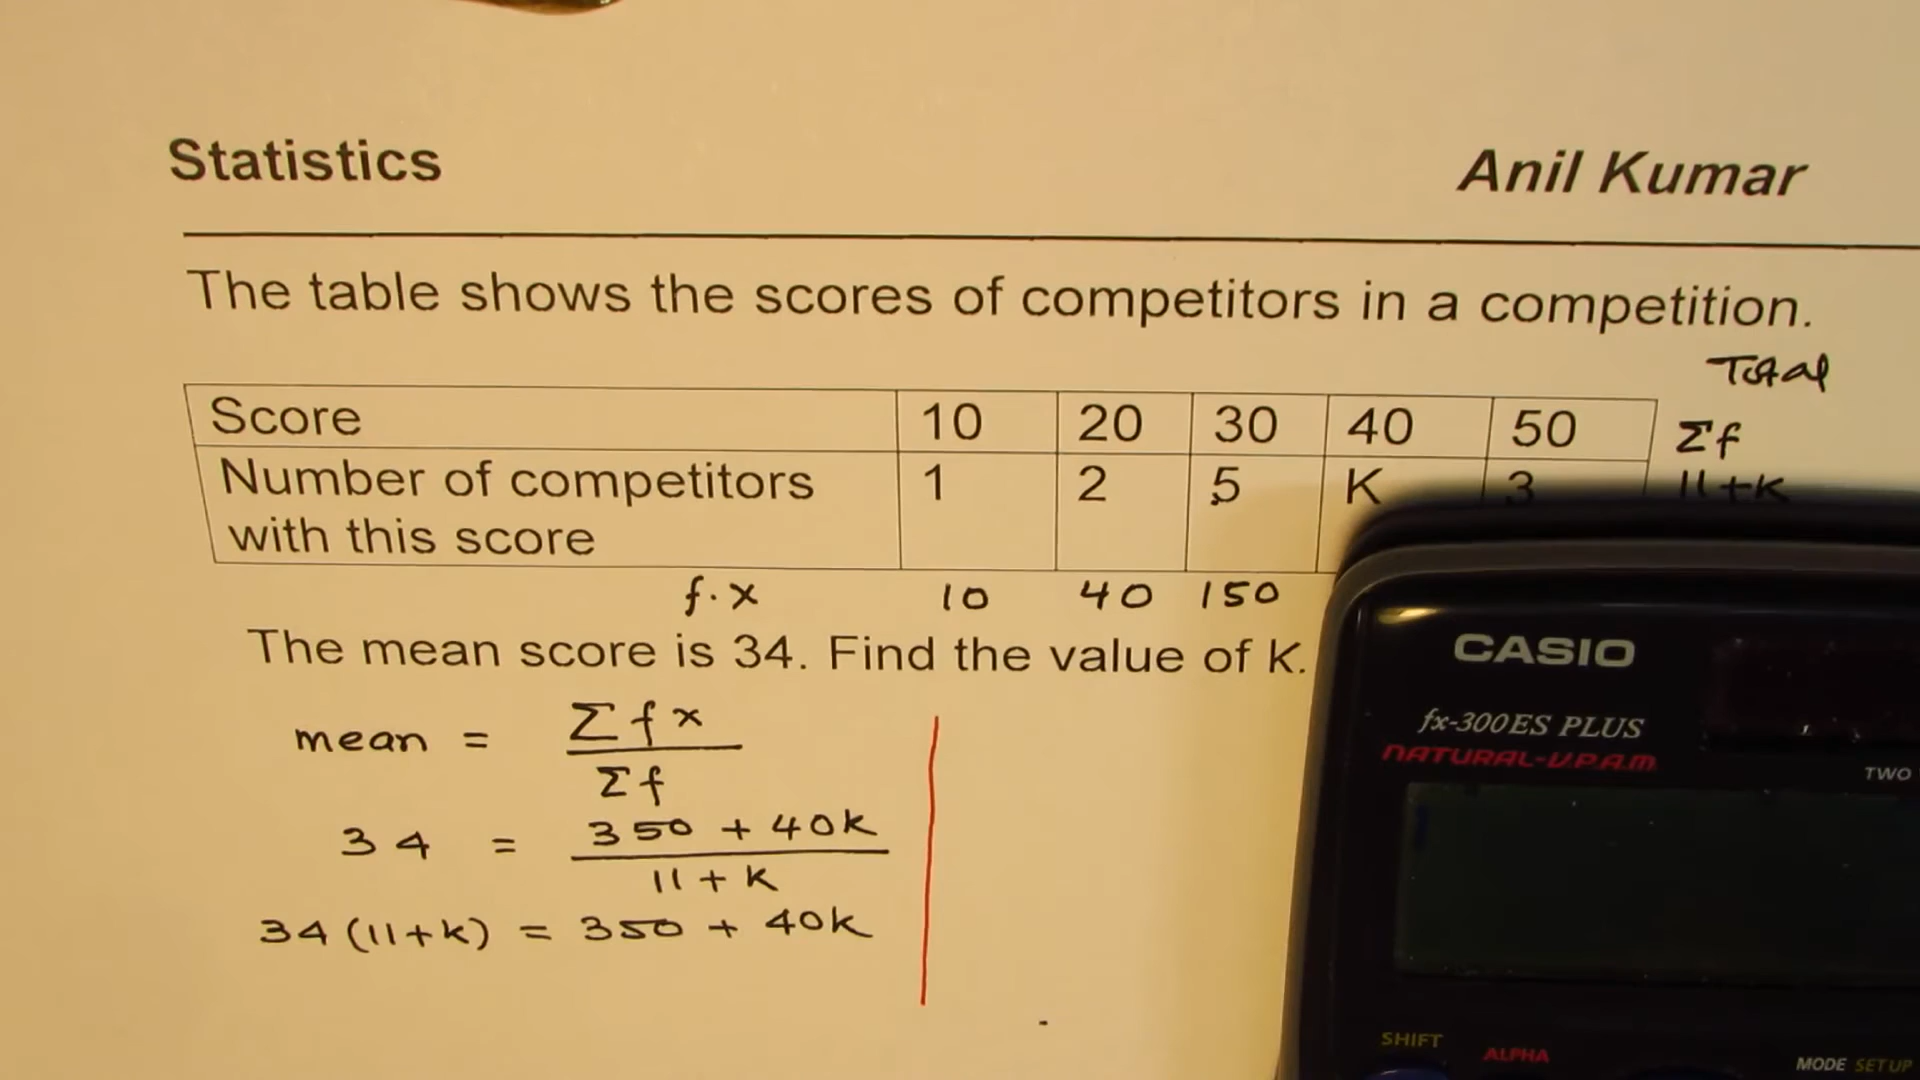 Statistics
Anil Kumar
The table shows the scores of competitors in a competition.
Total
Score 10 20 30 40 50 Σf
Number of competitors 1 2 5 K 3 11+k
with this score
f·x 10 40 150
The mean score is 34. Find the value of K.
mean = Σfx
Σf
34 = 350 + 40k
11 + k
34(11+k) = 350 + 40k
CASIO
fx-300ES PLUS
NATURAL-V.P.A.M.
TWO
SHIFT
ALPHA
MODE SETUP